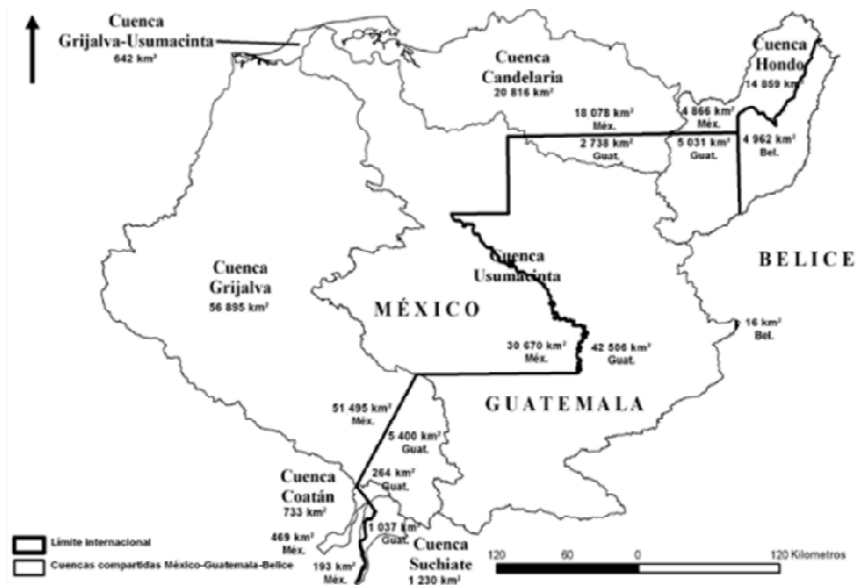 Cuenca
Grijalva-Usumacinta
642 km²
Cuenca
Candelaria
20 816 km²
Cuenca
Hondo
14 859 km²
18 078 km²
Méx.
4 866 km²
Méx.
2 738 km²
Guat.
5 031 km²
Guat.
4 962 km²
Bel.
Cuenca
Usumacinta
BELICE
Cuenca
Grijalva
56 895 km²
MÉXICO
16 km²
Bel.
30 670 km²
Méx.
42 506 km²
Guat.
GUATEMALA
51 495 km²
Méx.
5 400 km²
Guat.
264 km²
Guat.
Cuenca
Coatán
733 km²
469 km²
Méx.
1 037 km²
Guat.
193 km²
Méx.
Cuenca
Suchiate
1 230 km²
Límite Internacional
Cuencas compartidas México-Guatemala-Belice
120 60 0 120 Kilometros